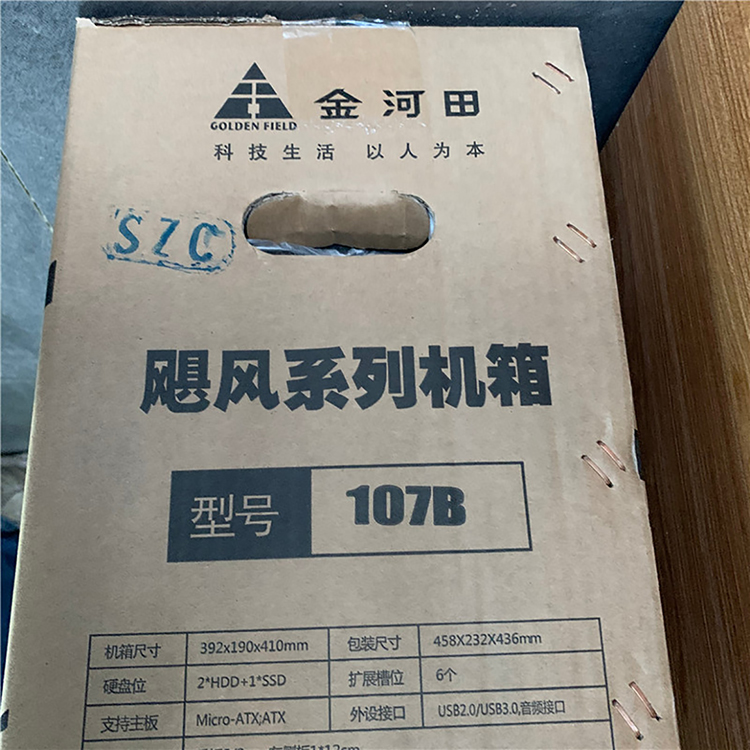 金河田
GOLDEN FIELD
科技生活 以人为本
SZC
飓风系列机箱
型号 107B
机箱尺寸 392x190x410mm 包装尺寸 458X232X436mm
硬盘位 2*HDD+1*SSD 扩展槽位 6个
支持主板 Micro-ATX;ATX 外设接口 USB2.0/USB3.0,音频接口
1*12cm